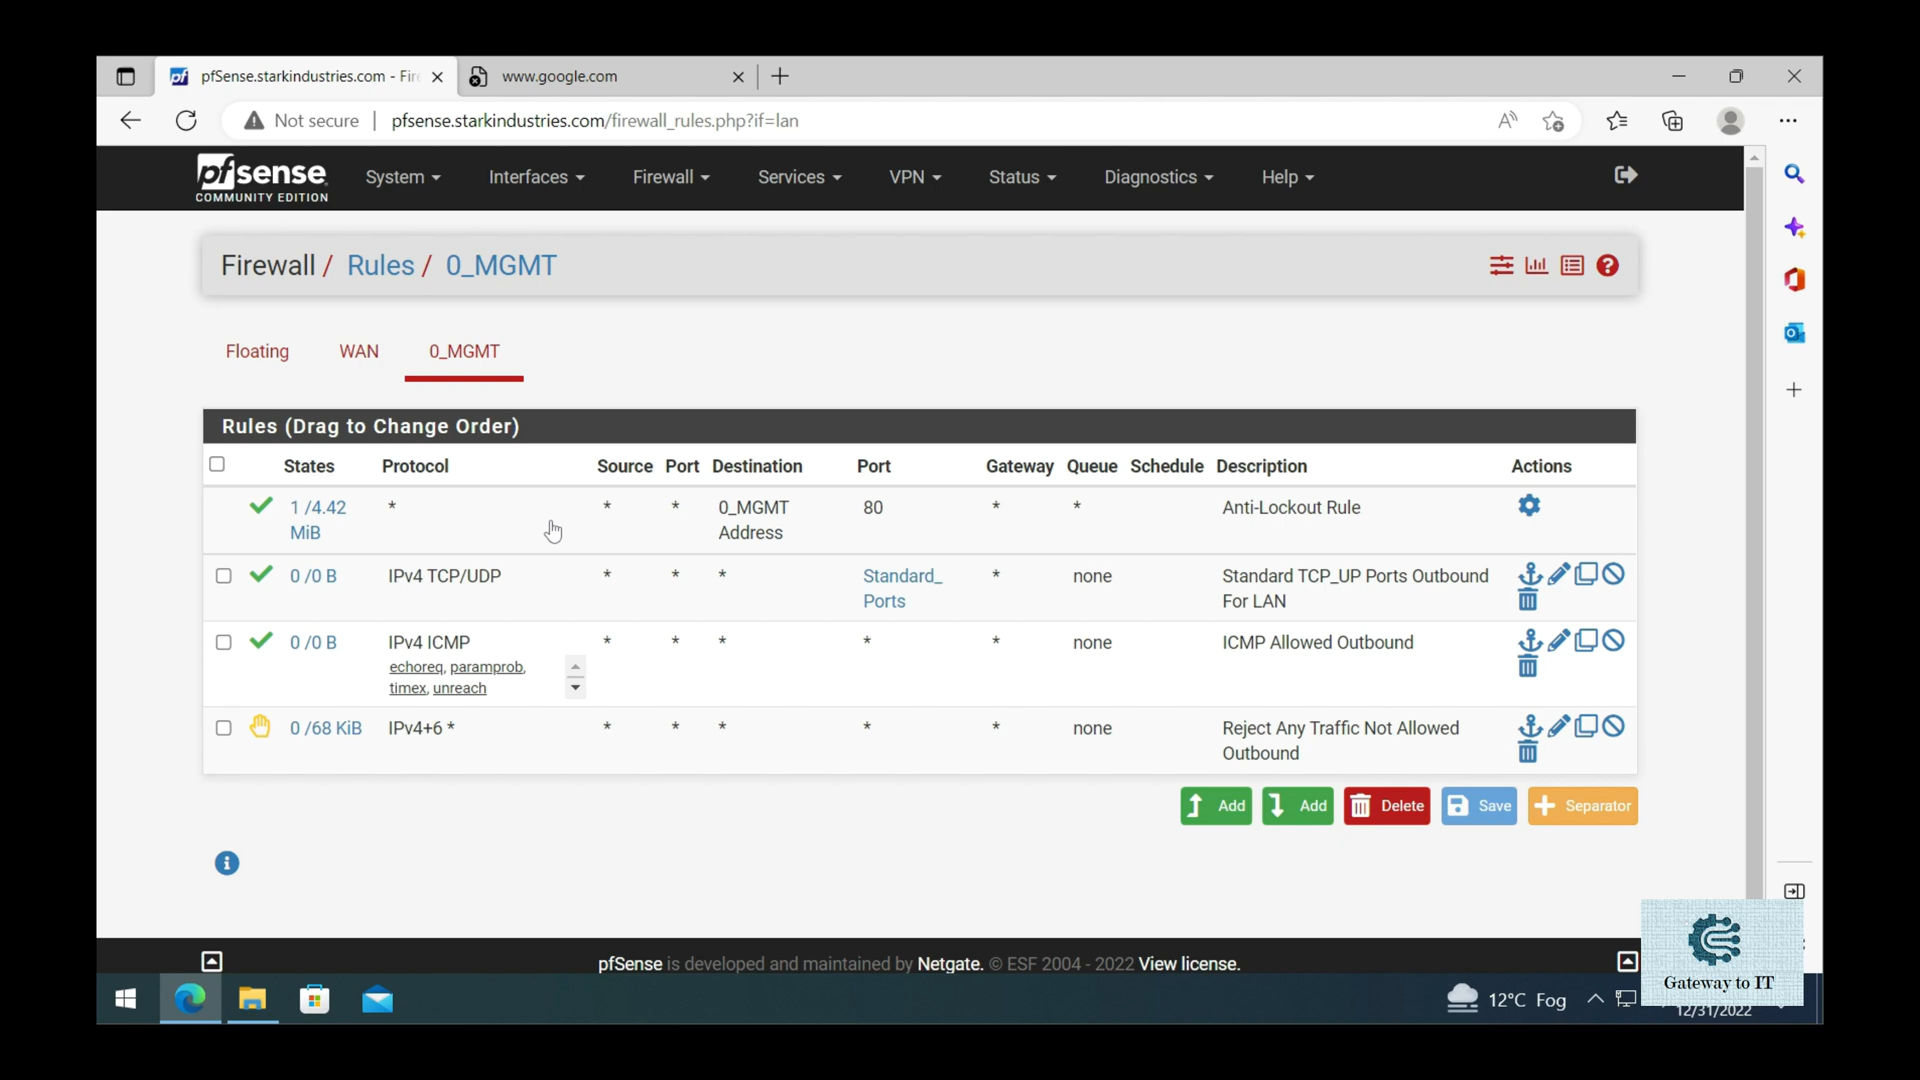 pfSense.starkindustries.com - Fir
www.google.com
Not secure
pfsense.starkindustries.com/firewall_rules.php?if=lan
pfsense
COMMUNITY EDITION
System
Interfaces
Firewall
Services
VPN
Status
Diagnostics
Help
Firewall / Rules / 0_MGMT
Floating
WAN
0_MGMT
Rules (Drag to Change Order)
States Protocol Source Port Destination Port Gateway Queue Schedule Description Actions
1 /4.42 * * * 0_MGMT 80 * * Anti-Lockout Rule
MiB Address
0 /0 B IPv4 TCP/UDP * * * Standard_ * none Standard TCP_UP Ports Outbound
Ports For LAN
0 /0 B IPv4 ICMP * * * * * none ICMP Allowed Outbound
echoreq, paramprob,
timex, unreach
0 /68 KiB IPv4+6 * * * * * * none Reject Any Traffic Not Allowed
Outbound
Add
Add
Delete
Save
Separator
pfSense is developed and maintained by Netgate. © ESF 2004 - 2022 View license.
Gateway to IT
12°C Fog
12/31/2022